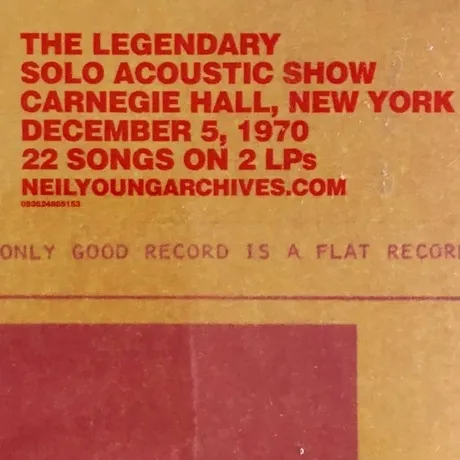 THE LEGENDARY
SOLO ACOUSTIC SHOW
CARNEGIE HALL, NEW YORK
DECEMBER 5, 1970
22 SONGS ON 2 LPs
NEILYOUNGARCHIVES.COM
093624885153
ONLY GOOD RECORD IS A FLAT RECOR